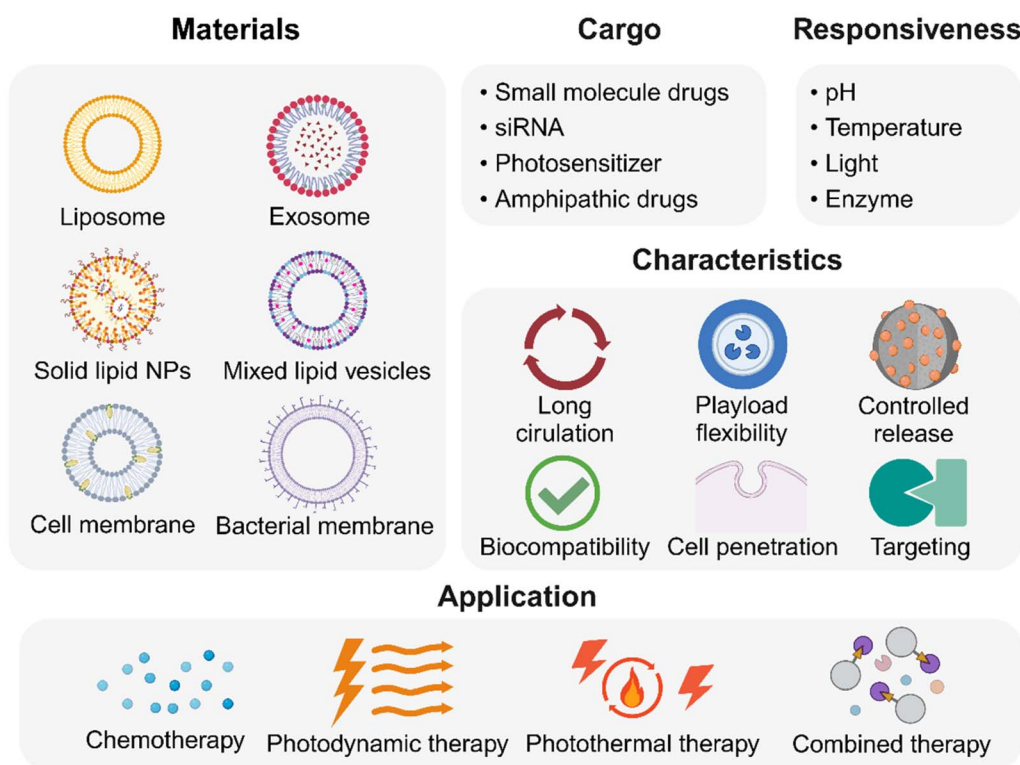 Materials
Liposome
Exosome
Solid lipid NPs
Mixed lipid vesicles
Cell membrane
Bacterial membrane
Cargo
• Small molecule drugs
• siRNA
• Photosensitizer
• Amphipathic drugs
Responsiveness
• pH
• Temperature
• Light
• Enzyme
Characteristics
Long
cirulation
Playload
flexibility
Controlled
release
Biocompatibility
Cell penetration
Targeting
Application
Chemotherapy
Photodynamic therapy
Photothermal therapy
Combined therapy